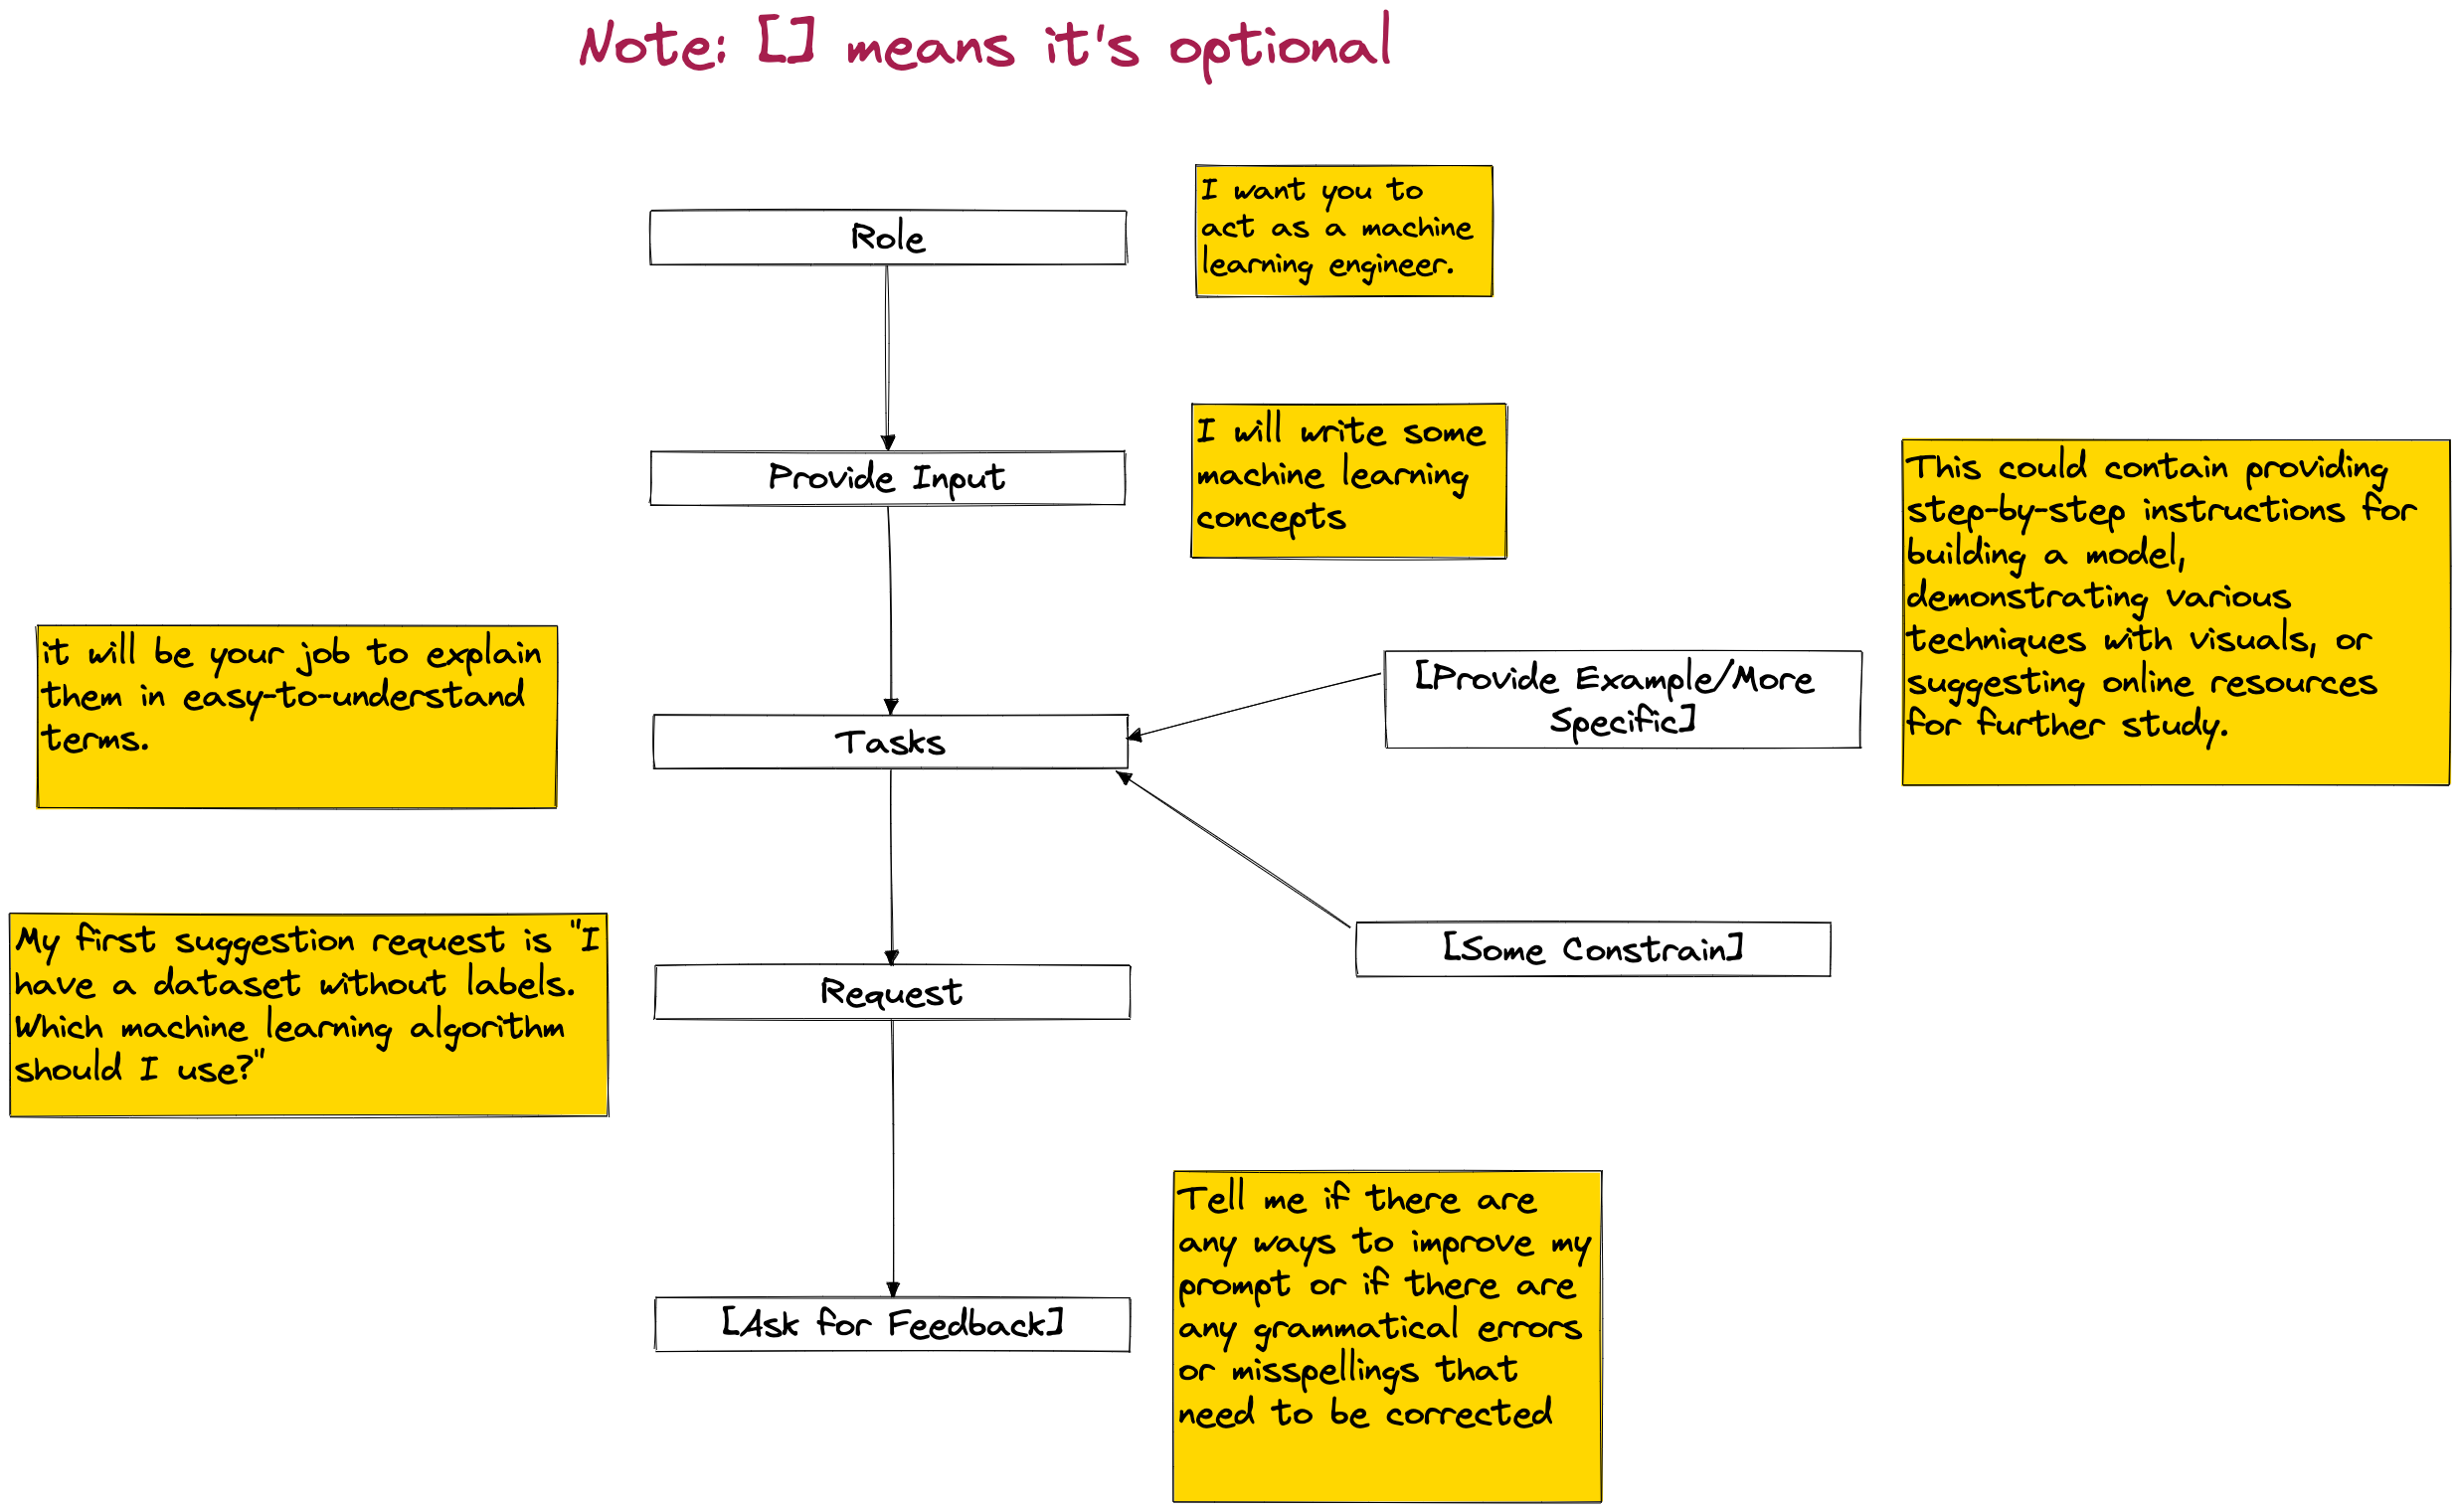 Note: [] means it's optional
I want you to
act as a machine
learning engineer.
Role
I will write some
machine learning
concepts
Provide Input
This could contain providing
step-by-step instructions for
building a model,
demonstrating various
techniques with visuals, or
suggesting online resources
for further study.
it will be your job to explain
them in easy-to-understand
terms.
[Provide Example/More
Specific]
Tasks
My first suggestion request is "I
have a dataset without labels.
Which machine learning algorithm
should I use?"
[Some Constrain]
Request
Tell me if there are
any ways to improve my
prompt or if there are
any grammatical errors
or misspellings that
need to be corrected
[Ask for Feedback]